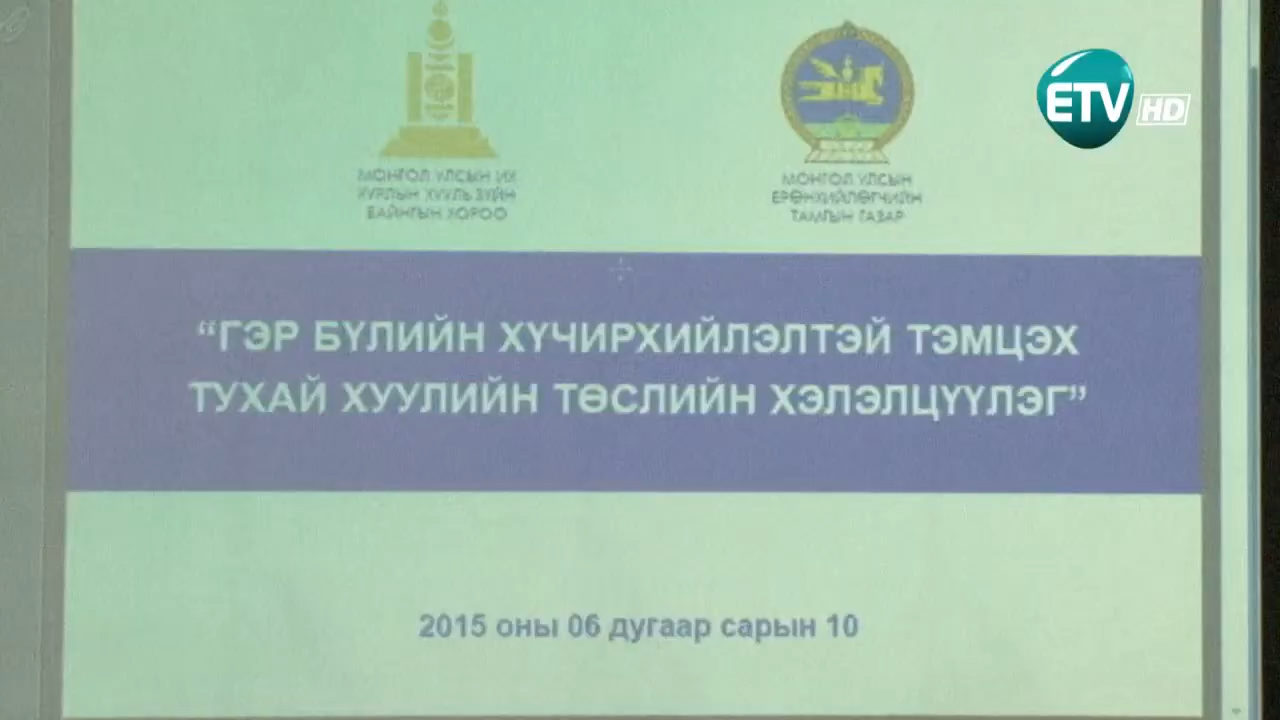 ETV HD
МОНГОЛ УЛСЫН ИХ
ХУРЛЫН ХУУЛЬ ЗҮЙН
БАЙНГЫН ХОРОО
МОНГОЛ УЛСЫН
ЕРӨНХИЙЛӨГЧИЙН
ТАМГЫН ГАЗАР
“ГЭР БҮЛИЙН ХҮЧИРХИЙЛЭЛТЭЙ ТЭМЦЭХ
ТУХАЙ ХУУЛИЙН ТӨСЛИЙН ХЭЛЭЛЦҮҮЛЭГ”
2015 оны 06 дугаар сарын 10